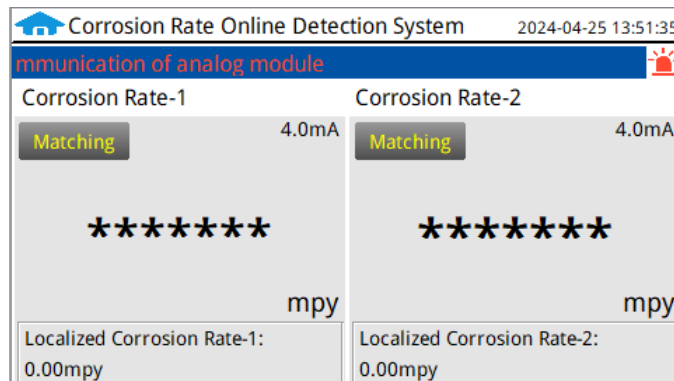 Corrosion Rate Online Detection System 2024-04-25 13:51:35
mmunication of analog module
Corrosion Rate-1 Corrosion Rate-2
Matching 4.0mA Matching 4.0mA
******* *******
mpy mpy
Localized Corrosion Rate-1: Localized Corrosion Rate-2:
0.00mpy 0.00mpy